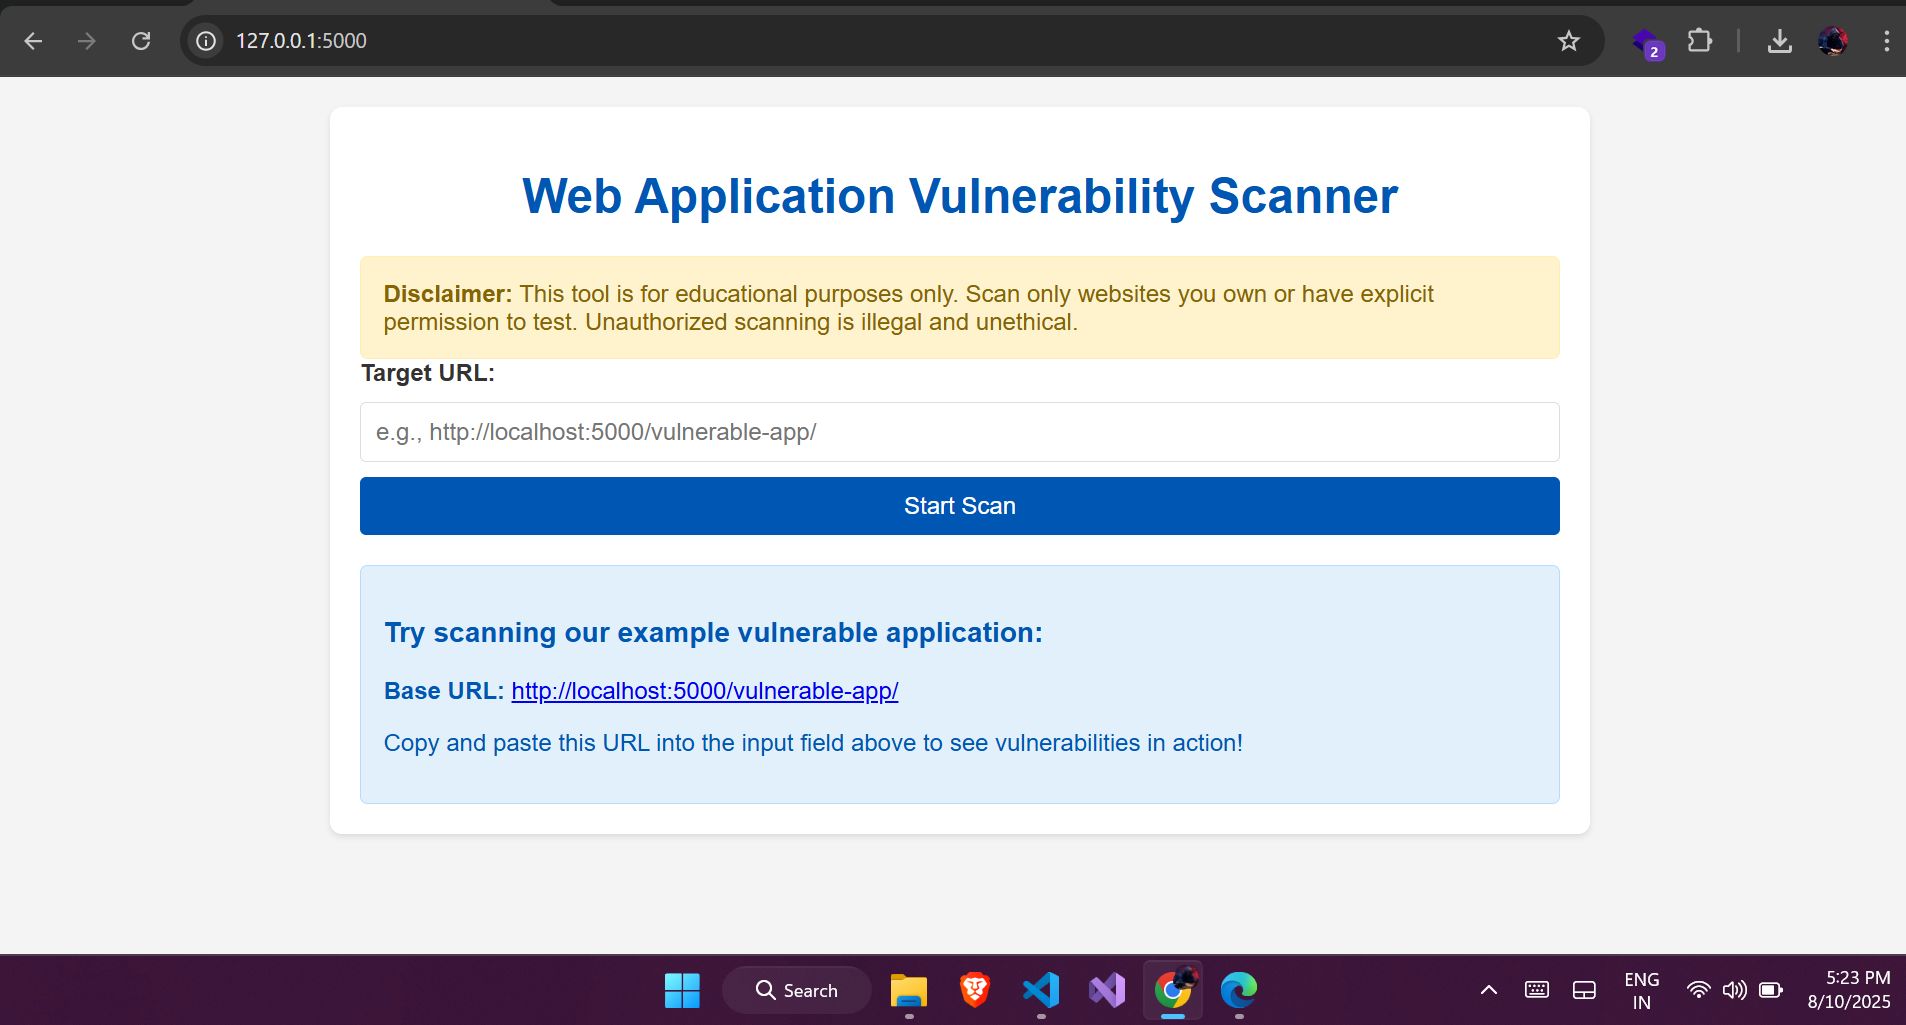 127.0.0.1:5000
2
Web Application Vulnerability Scanner
Disclaimer: This tool is for educational purposes only. Scan only websites you own or have explicit
permission to test. Unauthorized scanning is illegal and unethical.
Target URL:
e.g., http://localhost:5000/vulnerable-app/
Start Scan
Try scanning our example vulnerable application:
Base URL: http://localhost:5000/vulnerable-app/
Copy and paste this URL into the input field above to see vulnerabilities in action!
Search
ENG
IN
5:23 PM
8/10/2025